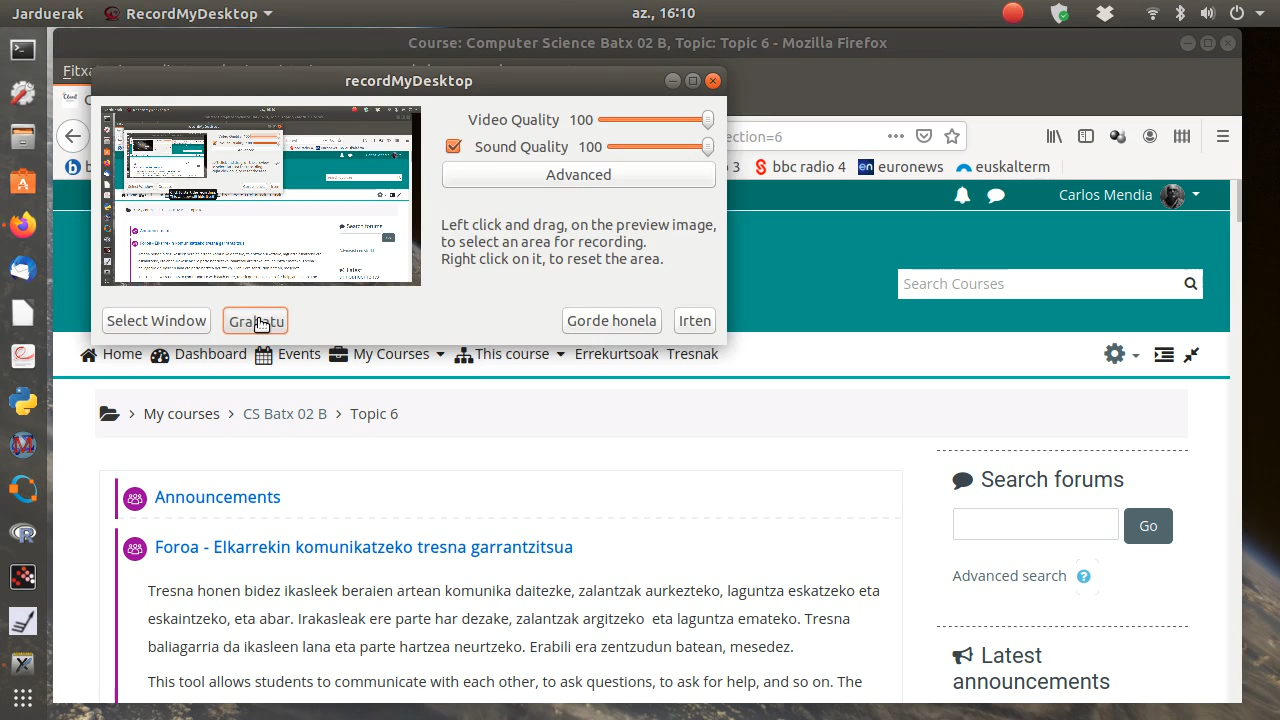 Jarduerak RecordMyDesktop az., 16:10
Course: Computer Science Batx 02 B, Topic: Topic 6 - Mozilla Firefox
Fitxa
recordMyDesktop
Video Quality 100
Sound Quality 100
Advanced
Left click and drag, on the preview image,
to select an area for recording.
Right click on it, to reset the area.
Select Window Grabatu Gorde honela Irten
ection=6
3 bbc radio 4 en euronews euskalterm
Carlos Mendia
Search Courses
Home Dashboard Events My Courses This course Errekurtsoak Tresnak
My courses > CS Batx 02 B > Topic 6
Announcements
Foroa - Elkarrekin komunikatzeko tresna garrantzitsua
Tresna honen bidez ikasleek beraien artean komunika daitezke, zalantzak aurkezteko, laguntza eskatzeko eta
eskaintzeko, eta abar. Irakasleak ere parte har dezake, zalantzak argitzeko eta laguntza emateko. Tresna
baliagarria da ikasleen lana eta parte hartzea neurtzeko. Erabili era zentzudun batean, mesedez.
This tool allows students to communicate with each other, to ask questions, to ask for help, and so on. The
Search forums
Go
Advanced search
Latest
announcements